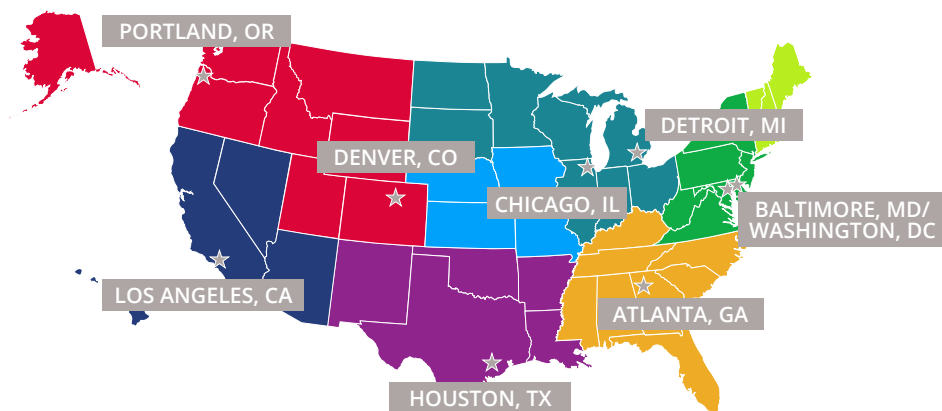 PORTLAND, OR
DETROIT, MI
DENVER, CO
CHICAGO, IL
BALTIMORE, MD/
WASHINGTON, DC
LOS ANGELES, CA
ATLANTA, GA
HOUSTON, TX